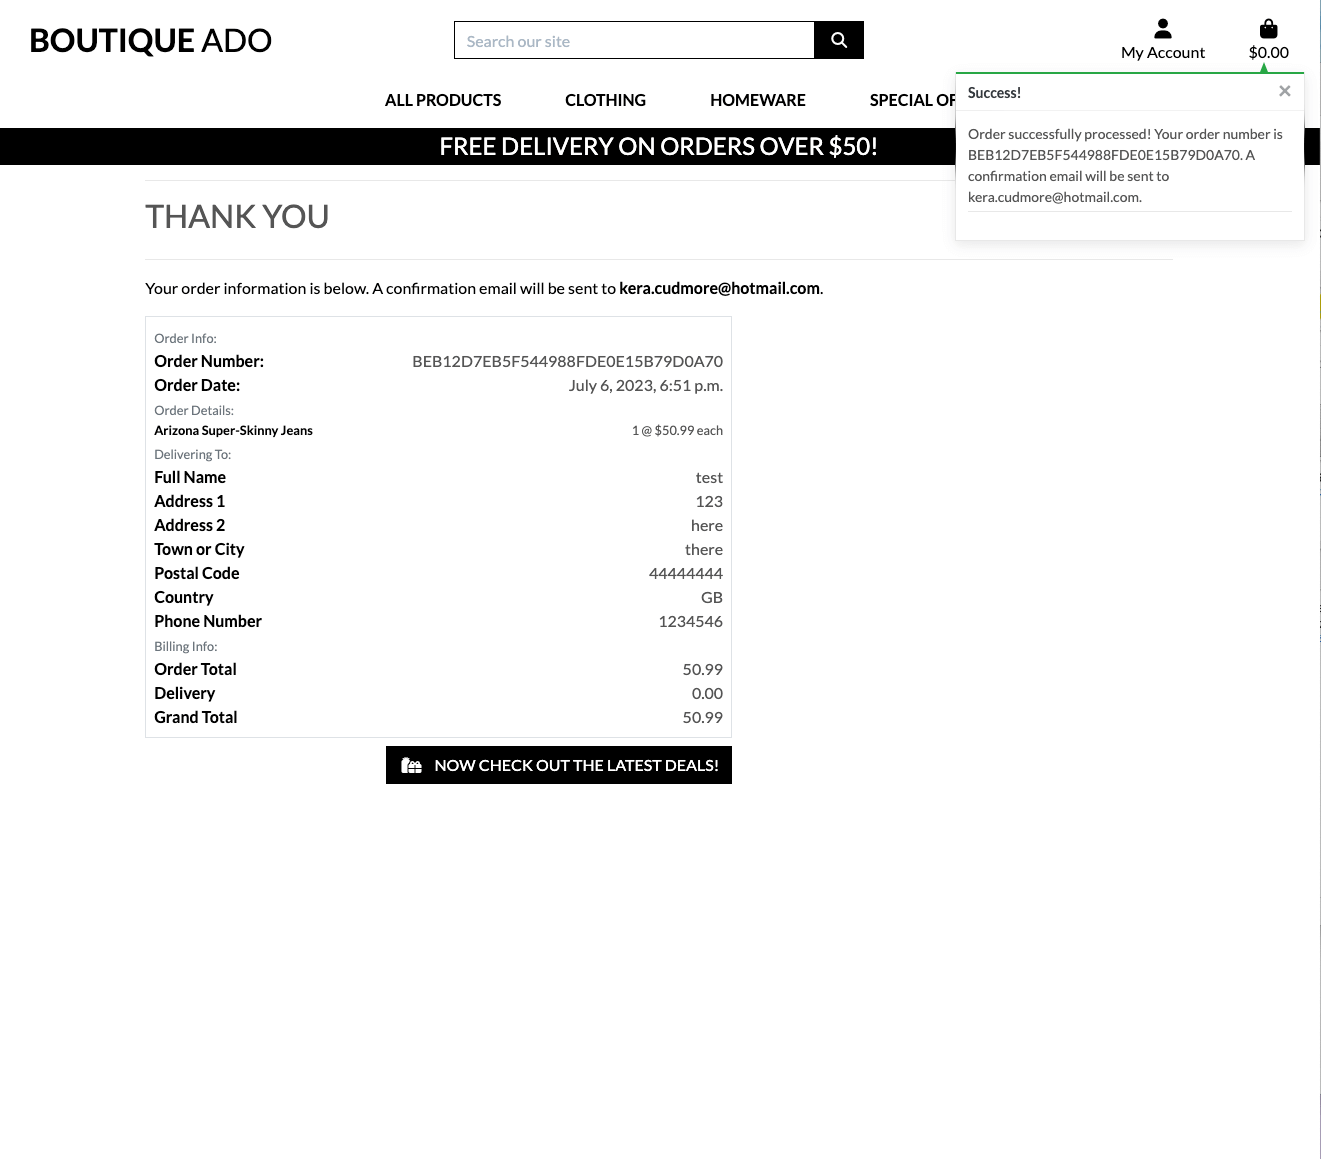 BOUTIQUE ADO
Search our site
My Account
$0.00
ALL PRODUCTS
CLOTHING
HOMEWARE
SPECIAL OF
Success!
×
Order successfully processed! Your order number is
BEB12D7EB5F544988FDE0E15B79D0A70. A
confirmation email will be sent to
kera.cudmore@hotmail.com.
FREE DELIVERY ON ORDERS OVER $50!
THANK YOU
Your order information is below. A confirmation email will be sent to kera.cudmore@hotmail.com.
Order Info:
Order Number: BEB12D7EB5F544988FDE0E15B79D0A70
Order Date: July 6, 2023, 6:51 p.m.
Order Details:
Arizona Super-Skinny Jeans 1 @ $50.99 each
Delivering To:
Full Name test
Address 1 123
Address 2 here
Town or City there
Postal Code 44444444
Country GB
Phone Number 1234546
Billing Info:
Order Total 50.99
Delivery 0.00
Grand Total 50.99
NOW CHECK OUT THE LATEST DEALS!